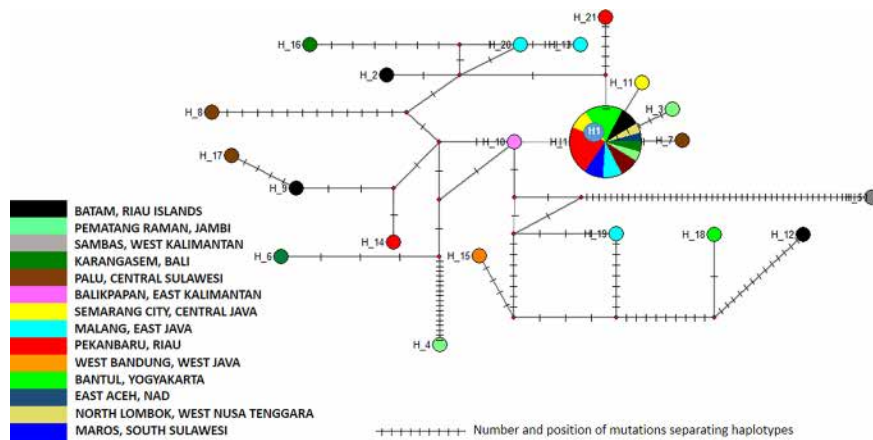 H_21
H_16
H_20
H_13
H_2
H_11
H_3
H_8
H_10
H_1
H1
H_7
H_17
H_9
H_50
H_14
H_15
H_19
H_18
H_12
H_6
H_4
BATAM, RIAU ISLANDS
PEMATANG RAMAN, JAMBI
SAMBAS, WEST KALIMANTAN
KARANGASEM, BALI
PALU, CENTRAL SULAWESI
BALIKPAPAN, EAST KALIMANTAN
SEMARANG CITY, CENTRAL JAVA
MALANG, EAST JAVA
PEKANBARU, RIAU
WEST BANDUNG, WEST JAVA
BANTUL, YOGYAKARTA
EAST ACEH, NAD
NORTH LOMBOK, WEST NUSA TENGGARA
MAROS, SOUTH SULAWESI
Number and position of mutations separating haplotypes